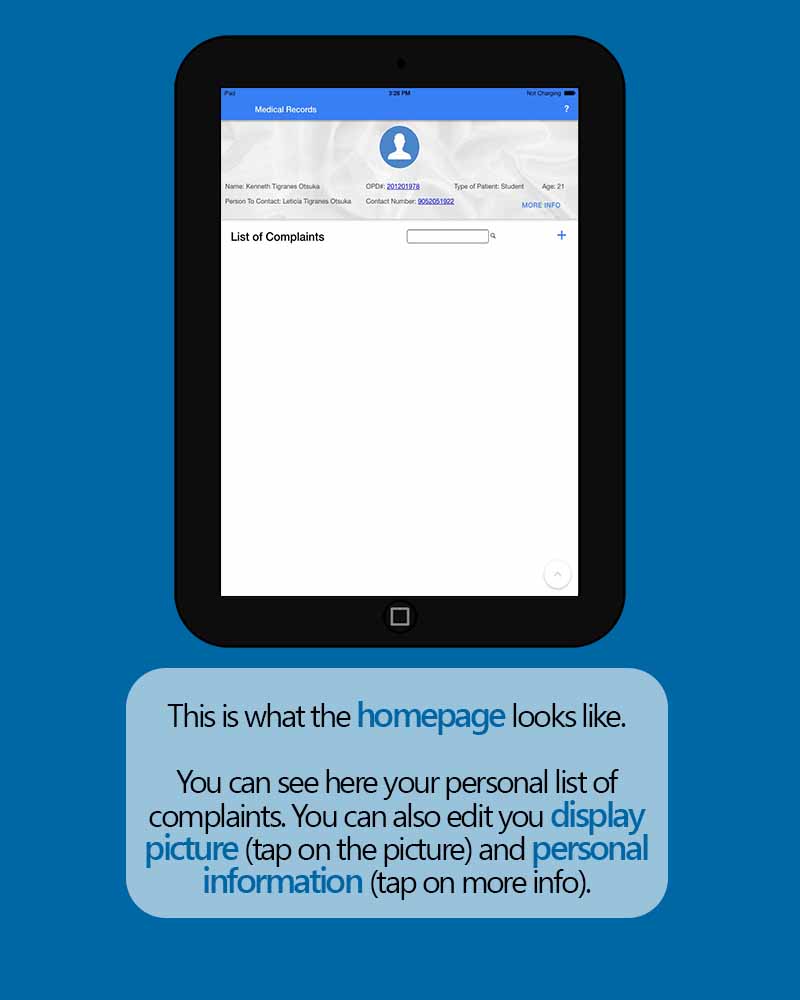 iPad 3:26 PM Not Charging
Medical Records ?
Name: Kenneth Tigranes Otsuka OPD#: 201201978 Type of Patient: Student Age: 21
Person To Contact: Leticia Tigranes Otsuka Contact Number: 9052051922 MORE INFO
List of Complaints +
This is what the homepage looks like.
You can see here your personal list of
complaints. You can also edit you display
picture (tap on the picture) and personal
information (tap on more info).